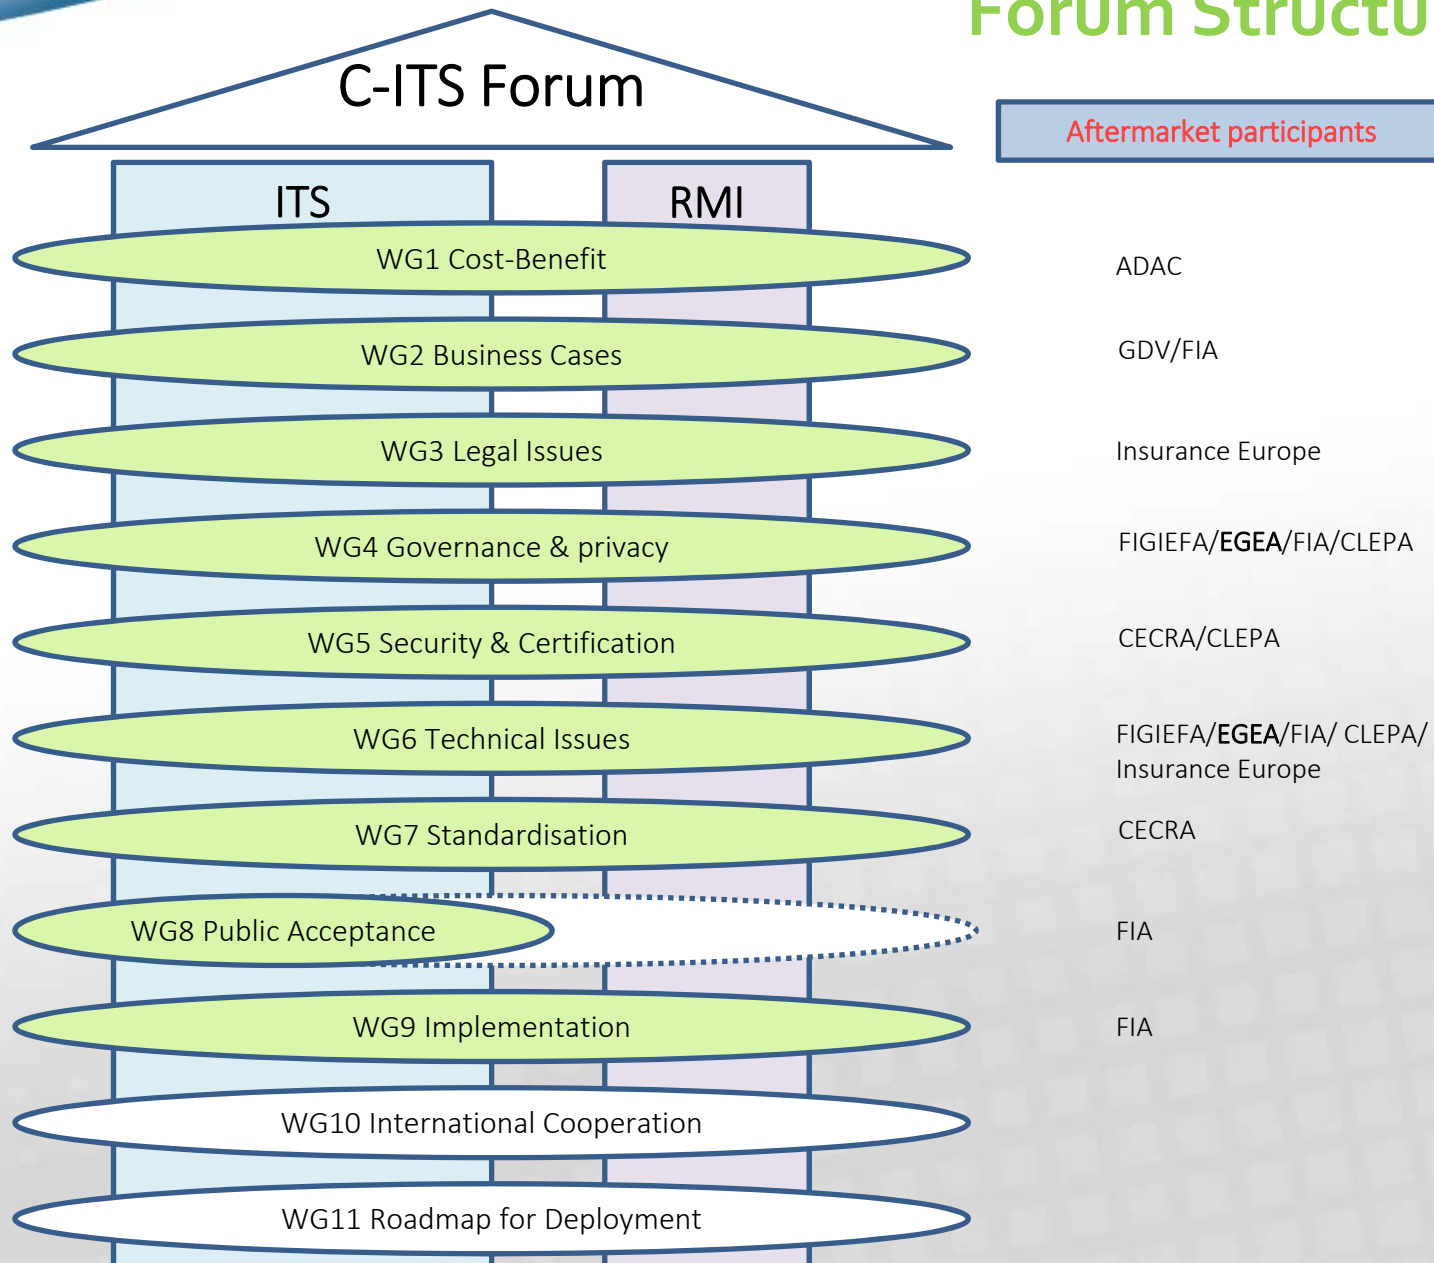 Forum Structu
C-ITS Forum
Aftermarket participants
ITS
RMI
WG1 Cost-Benefit
ADAC
WG2 Business Cases
GDV/FIA
WG3 Legal Issues
Insurance Europe
WG4 Governance & privacy
FIGIEFA/EGEA/FIA/CLEPA
WG5 Security & Certification
CECRA/CLEPA
WG6 Technical Issues
FIGIEFA/EGEA/FIA/ CLEPA/
Insurance Europe
WG7 Standardisation
CECRA
WG8 Public Acceptance
FIA
WG9 Implementation
FIA
WG10 International Cooperation
WG11 Roadmap for Deployment